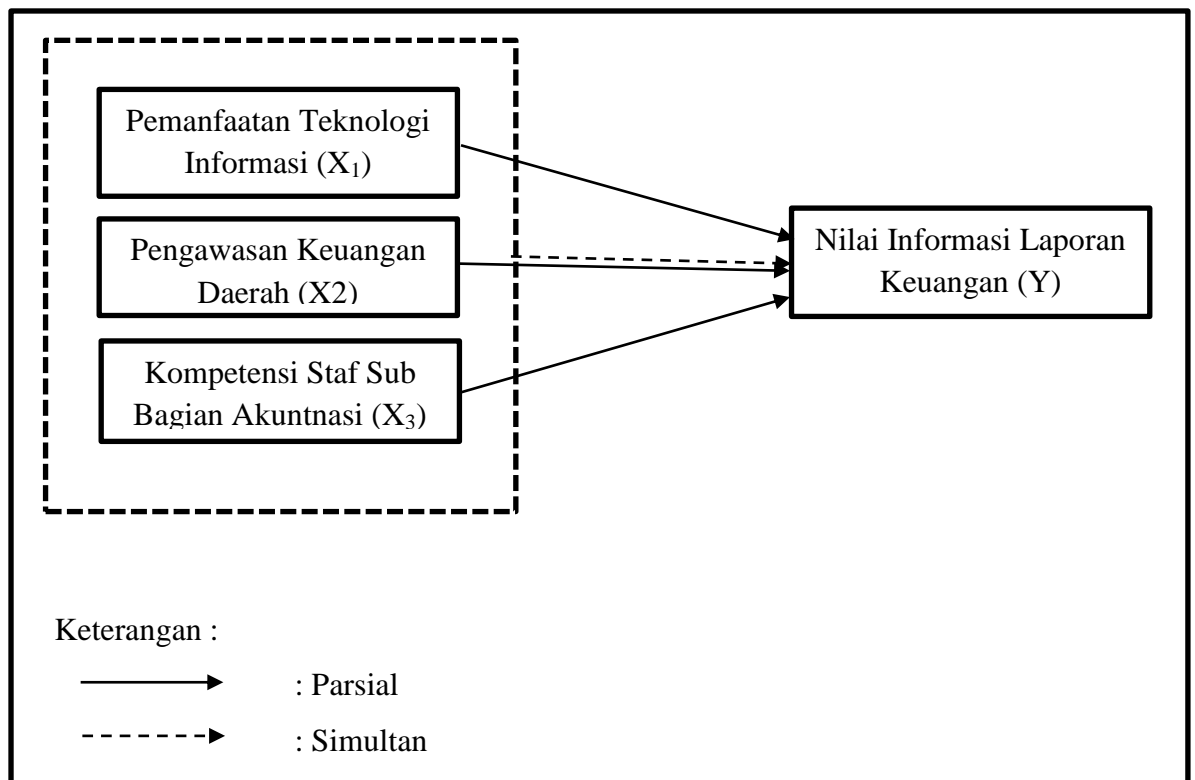 Pemanfaatan Teknologi
Informasi (X₁)
Pengawasan Keuangan
Daerah (X2)
Kompetensi Staf Sub
Bagian Akuntnasi (X₃)
Nilai Informasi Laporan
Keuangan (Y)
Keterangan :
: Parsial
: Simultan